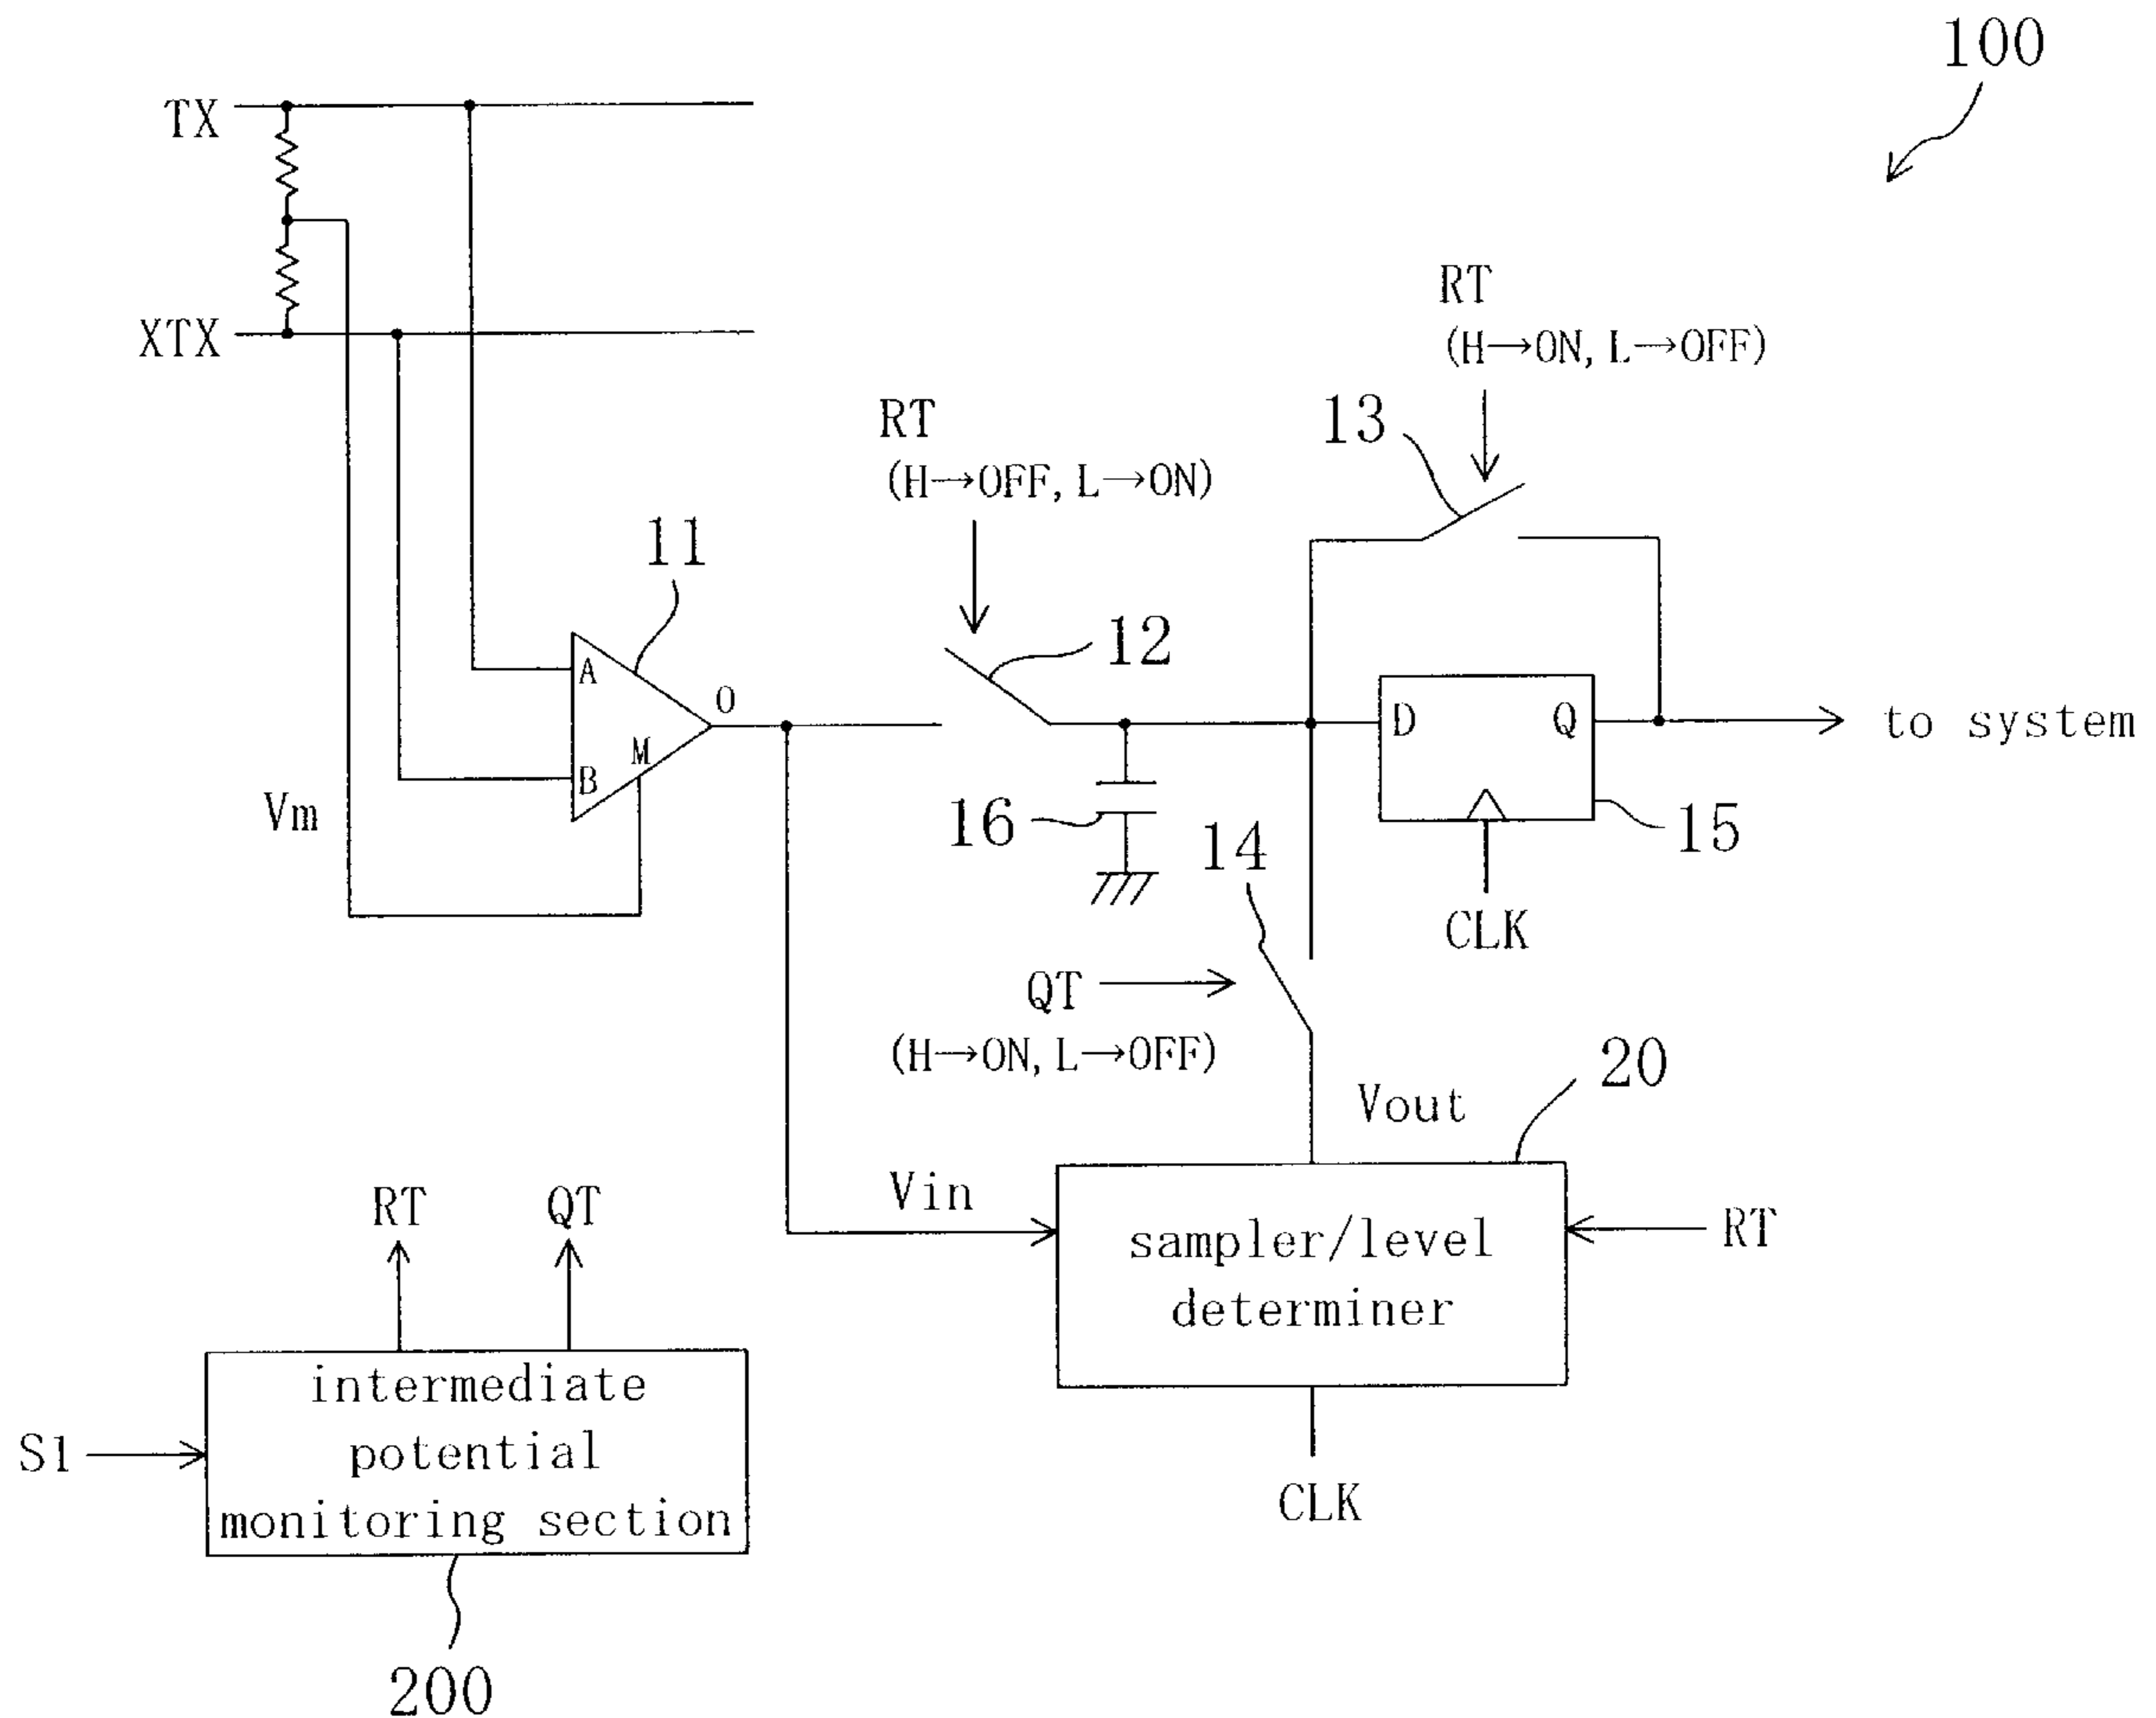 100
TX
XTX
RT
(H→ON, L→OFF)
13
RT
(H→OFF, L→ON)
11
12
A
O
M
B
Vm
D
Q
to system
16
14
15
CLK
QT
(H→ON, L→OFF)
20
Vout
Vin
RT
QT
sampler/level
determiner
RT
intermediate
potential
monitoring section
S1
CLK
200